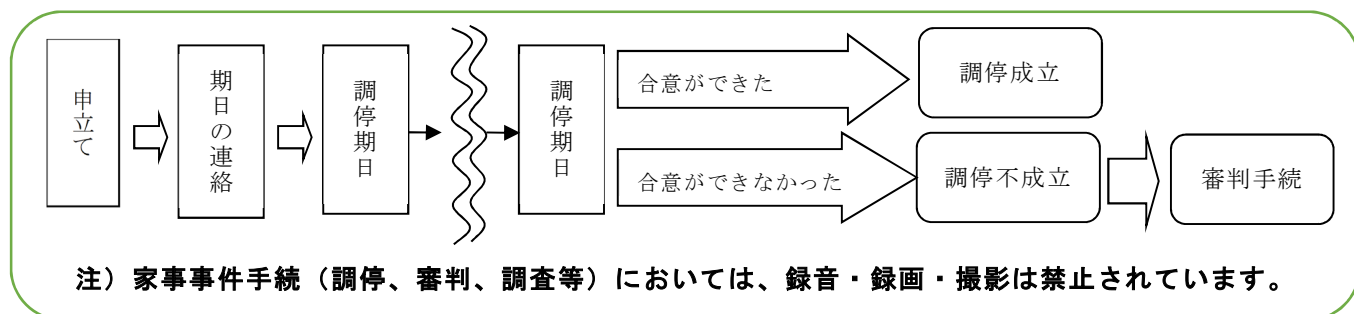 申立て
期日の連絡
調停期日
調停期日
合意ができた
調停成立
合意ができなかった
調停不成立
審判手続
注）家事事件手続（調停、審判、調査等）においては、録音・録画・撮影は禁止されています。